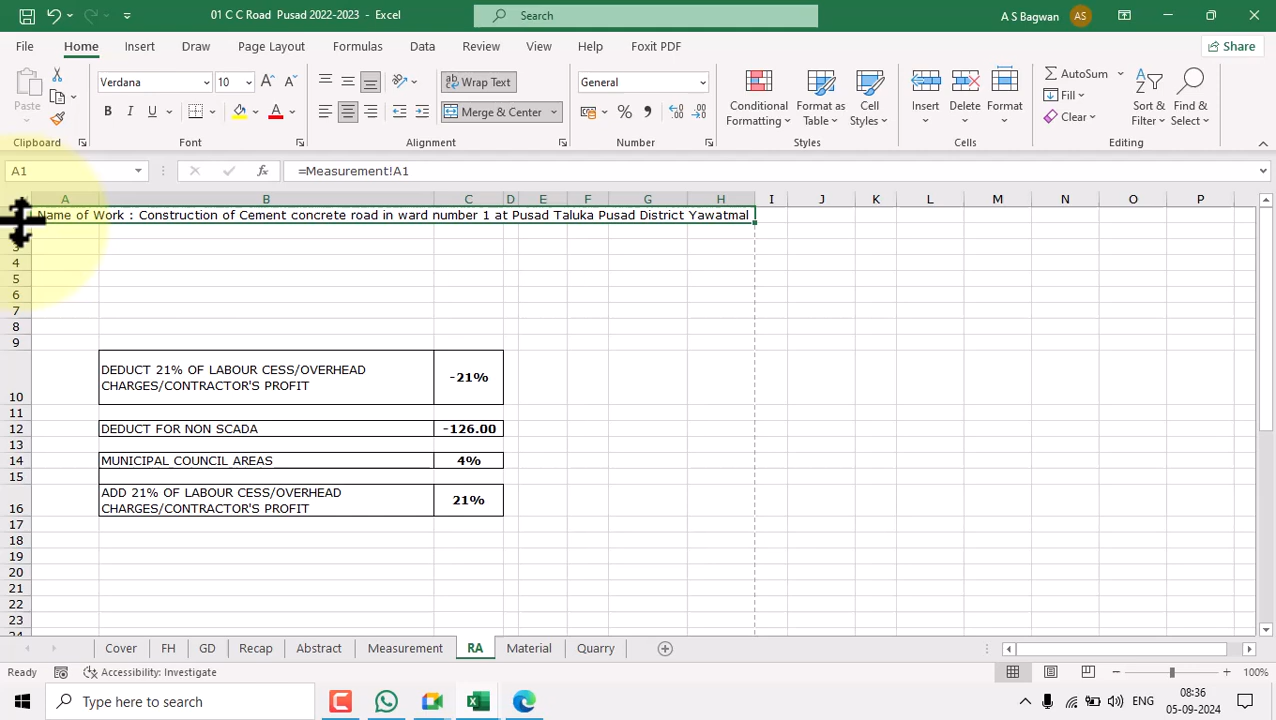 01 C C Road Pusad 2022-2023 - Excel
Search
A S Bagwan
AS
File
Home
Insert
Draw
Page Layout
Formulas
Data
Review
View
Help
Foxit PDF
Share
Paste
Verdana
10
B I U
Wrap Text
Merge & Center
General
Conditional
Formatting
Format as
Table
Cell
Styles
Insert
Delete
Format
AutoSum
Fill
Clear
Sort &
Filter
Find &
Select
Clipboard
Font
Alignment
Number
Styles
Cells
Editing
A1
=Measurement!A1
A B C D E F G H I J K L M N O P
Name of Work : Construction of Cement concrete road in ward number 1 at Pusad Taluka Pusad District Yawatmal
3
4
5
6
7
8
9
10
DEDUCT 21% OF LABOUR CESS/OVERHEAD
CHARGES/CONTRACTOR'S PROFIT
-21%
11
12 DEDUCT FOR NON SCADA -126.00
13
14 MUNICIPAL COUNCIL AREAS 4%
15
16
ADD 21% OF LABOUR CESS/OVERHEAD
CHARGES/CONTRACTOR'S PROFIT
21%
17
18
19
20
21
22
23
24
Cover
FH
GD
Recap
Abstract
Measurement
RA
Material
Quarry
Ready
Accessibility: Investigate
100%
Type here to search
ENG
08:36
05-09-2024